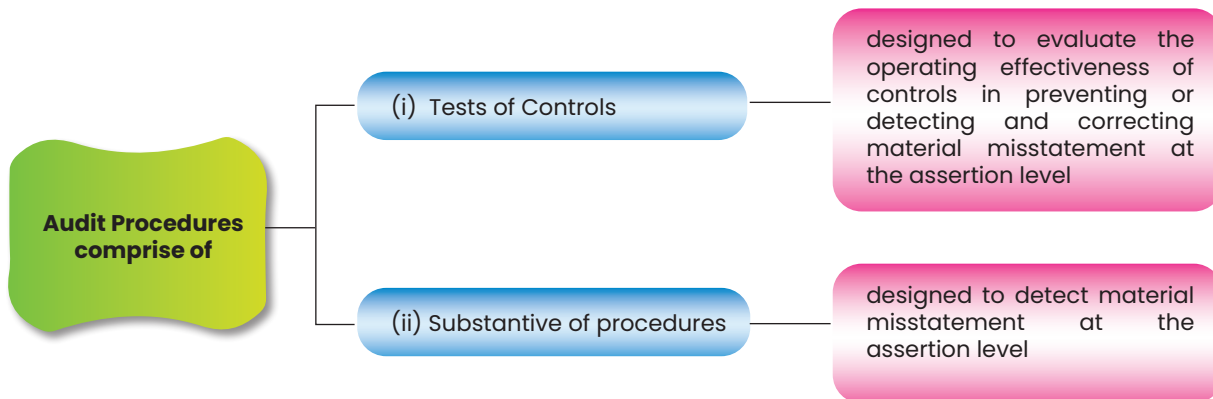 Audit Procedures
comprise of
(i) Tests of Controls
designed to evaluate the
operating effectiveness of
controls in preventing or
detecting and correcting
material misstatement at
the assertion level
(ii) Substantive of procedures
designed to detect material
misstatement at the
assertion level